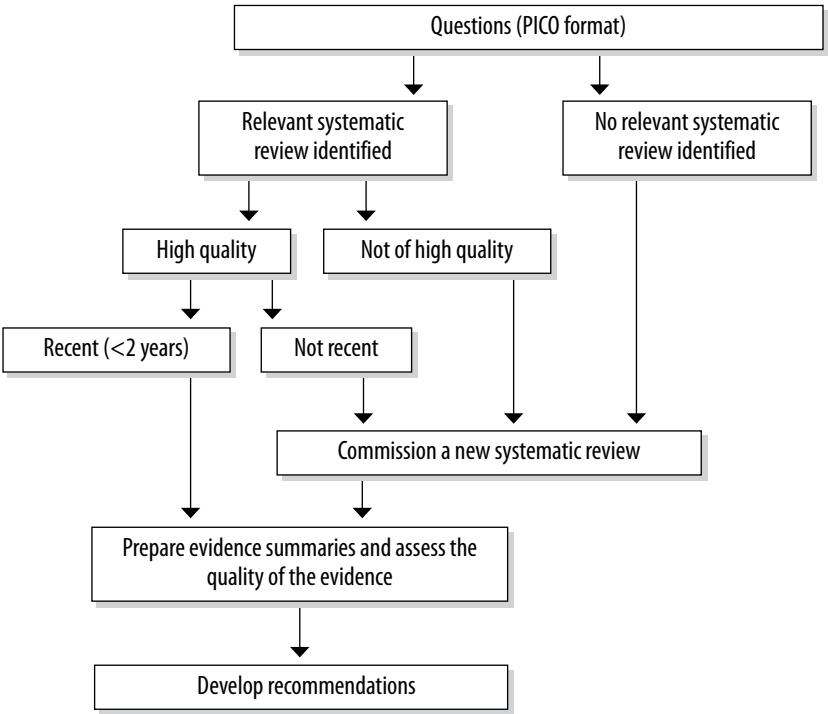 Questions (PICO format)
Relevant systematic
review identified
No relevant systematic
review identified
High quality
Not of high quality
Recent (<2 years)
Not recent
Commission a new systematic review
Prepare evidence summaries and assess the
quality of the evidence
Develop recommendations